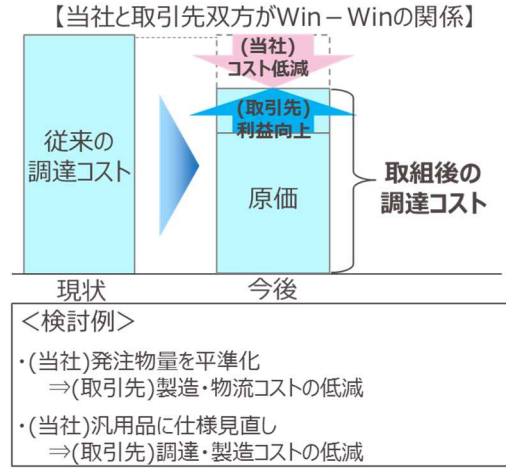 【当社と取引先双方がWin－Winの関係】
(当社)
コスト低減
(取引先)
利益向上
従来の
調達コスト
原価
取組後の
調達コスト
現状
今後
＜検討例＞
・(当社)発注物量を平準化
⇒(取引先)製造・物流コストの低減
・(当社)汎用品に仕様見直し
⇒(取引先)調達・製造コストの低減